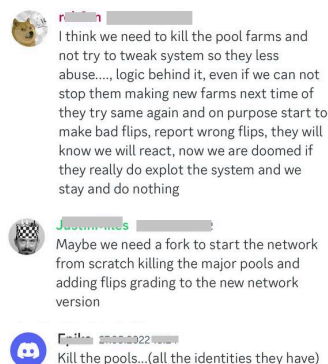 I think we need to kill the pool farms and
not try to tweak system so they less
abuse...., logic behind it, even if we can not
stop them making new farms next time of
they try same again and on purpose start to
make bad flips, report wrong flips, they will
know we will react, now we are doomed if
they really do explot the system and we
stay and do nothing
Maybe we need a fork to start the network
from scratch killing the major pools and
adding flips grading to the new network
version
Kill the pools...(all the identities they have)